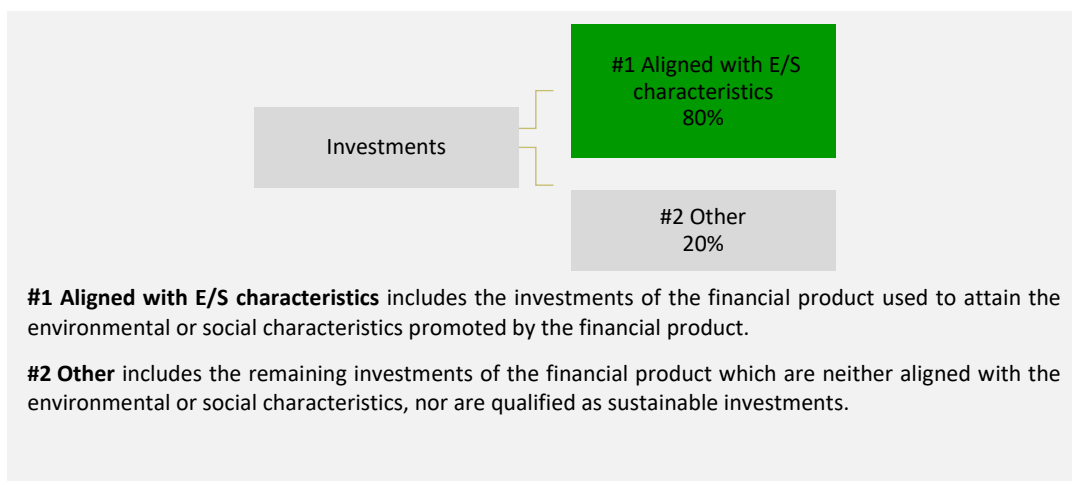 #1 Aligned with E/S
characteristics
80%
Investments
#2 Other
20%
#1 Aligned with E/S characteristics includes the investments of the financial product used to attain the
environmental or social characteristics promoted by the financial product.
#2 Other includes the remaining investments of the financial product which are neither aligned with the
environmental or social characteristics, nor are qualified as sustainable investments.